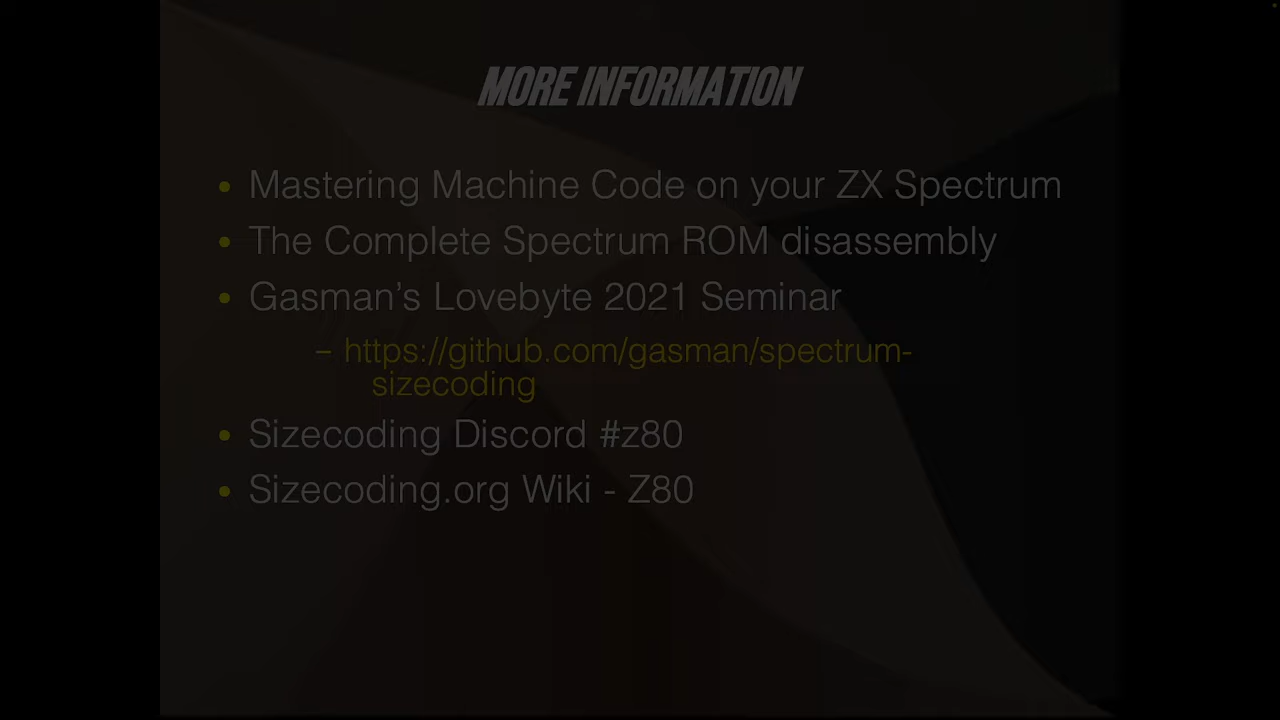 MORE INFORMATION
• Mastering Machine Code on your ZX Spectrum
• The Complete Spectrum ROM disassembly
• Gasman’s Lovebyte 2021 Seminar
– https://github.com/gasman/spectrum-
sizecoding
• Sizecoding Discord #z80
• Sizecoding.org Wiki - Z80